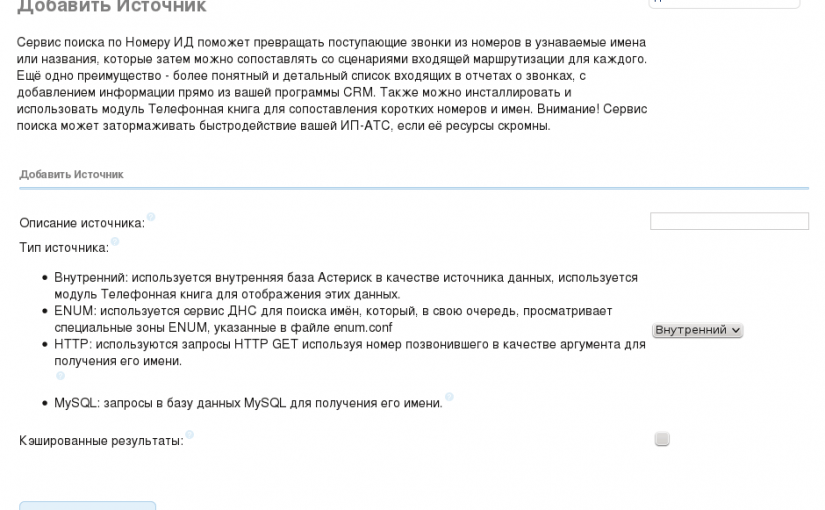 Добавить Источник
Сервис поиска по Номеру ИД поможет превращать поступающие звонки из номеров в узнаваемые имена
или названия, которые затем можно сопоставлять со сценариями входящей маршрутизации для каждого.
Ещё одно преимущество - более понятный и детальный список входящих в отчетах о звонках, с
добавлением информации прямо из вашей программы CRM. Также можно инсталлировать и
использовать модуль Телефонная книга для сопоставления коротких номеров и имен. Внимание! Сервис
поиска может затормаживать быстродействие вашей ИП-АТС, если её ресурсы скромны.
Добавить Источник
Описание источника:
Тип источника:
Внутренний: используется внутренняя база Астериск в качестве источника данных, используется
модуль Телефонная книга для отображения этих данных.
ENUM: используется сервис ДНС для поиска имён, который, в свою очередь, просматривает
специальные зоны ENUM, указанные в файле enum.conf
Внутренний
HTTP: используются запросы HTTP GET используя номер позвонившего в качестве аргумента для
получения его имени.
MySQL: запросы в базу данных MySQL для получения его имени.
Кэшированные результаты: